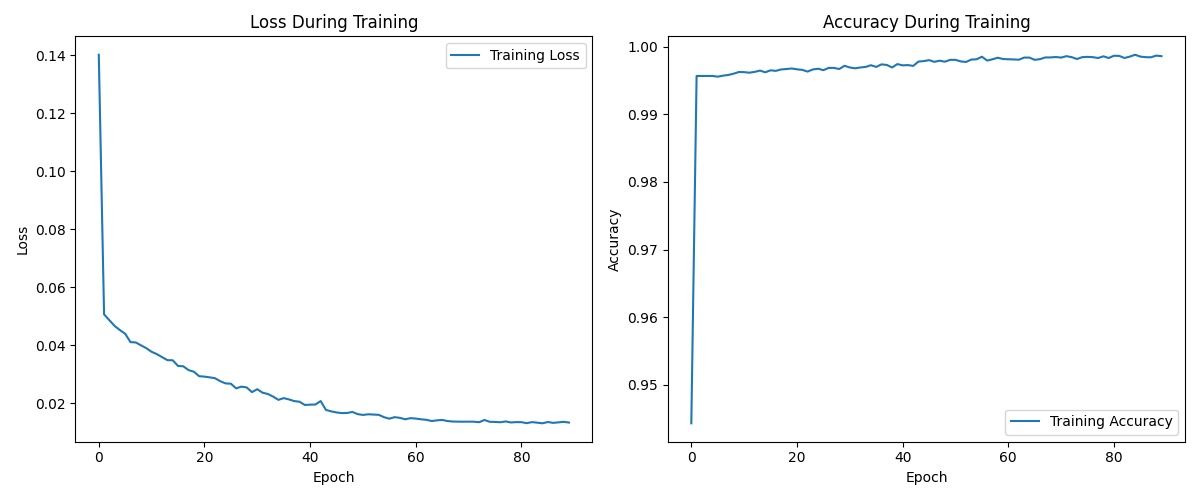 Loss During Training
Training Loss
0.14
0.12
0.10
0.08
0.06
0.04
0.02
Loss
0
20
40
60
80
Epoch
Accuracy During Training
1.00
0.99
0.98
0.97
0.96
0.95
Accuracy
Training Accuracy
0
20
40
60
80
Epoch